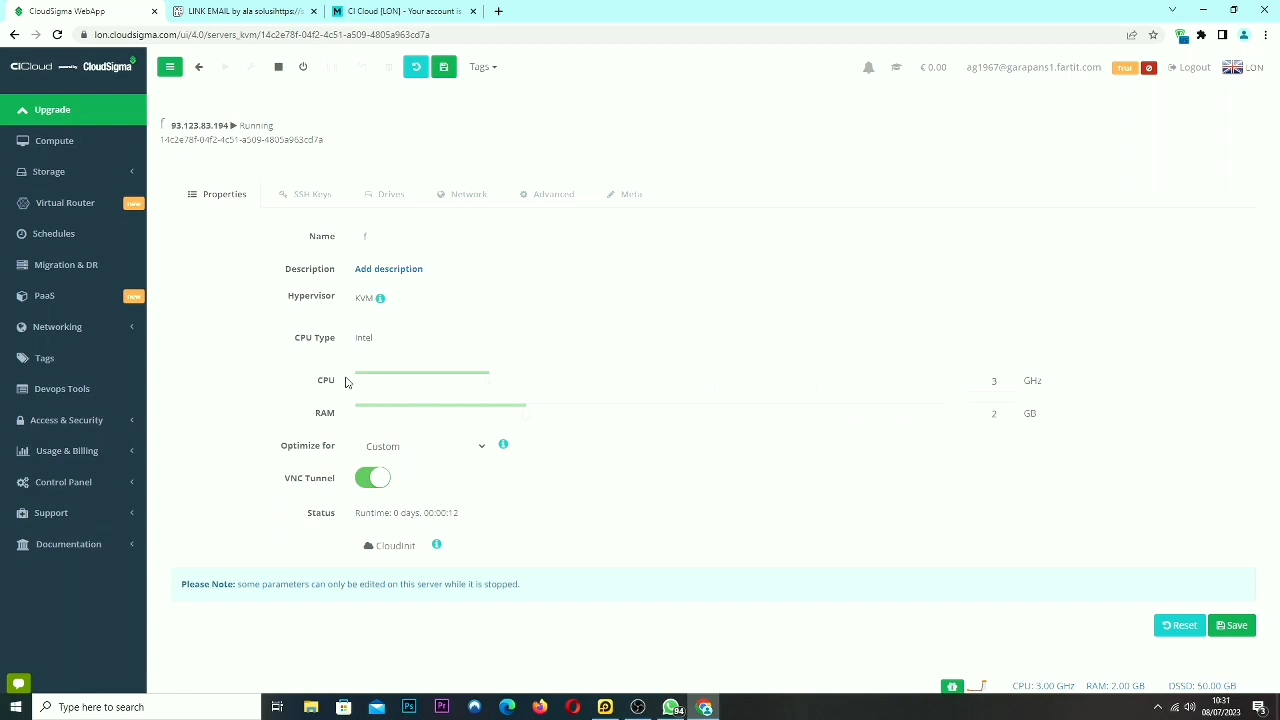 CloudSigma WebApp
LINK EMAIL by ala solusihttps://
CI Cloud [LON] - Your account is
lon.cloudsigma.com/ui/4.0/servers_kvm/14c2e78f-04f2-4c51-a509-4805a963cd7a
CICloud CloudSigma
Tags
€ 0.00
ag1967@garapans1.fartit.com
Trial
Logout
LON
Upgrade
Compute
Storage
Virtual Router new
Schedules
Migration & DR
PaaS new
Networking
Tags
Devops Tools
Access & Security
Usage & Billing
Control Panel
Support
Documentation
93.123.83.194 Running
14c2e78f-04f2-4c51-a509-4805a963cd7a
Properties
SSH Keys
Drives
Network
Advanced
Meta
Name f
Description Add description
Hypervisor KVM
CPU Type Intel
CPU 3 GHz
RAM 2 GB
Optimize for Custom
VNC Tunnel
Status Runtime: 0 days, 00:00:12
CloudInit
Please Note: some parameters can only be edited on this server while it is stopped.
Reset Save
CPU: 3.00 GHz RAM: 2.00 GB DSSD: 50.00 GB
Type here to search
10:31
08/07/2023